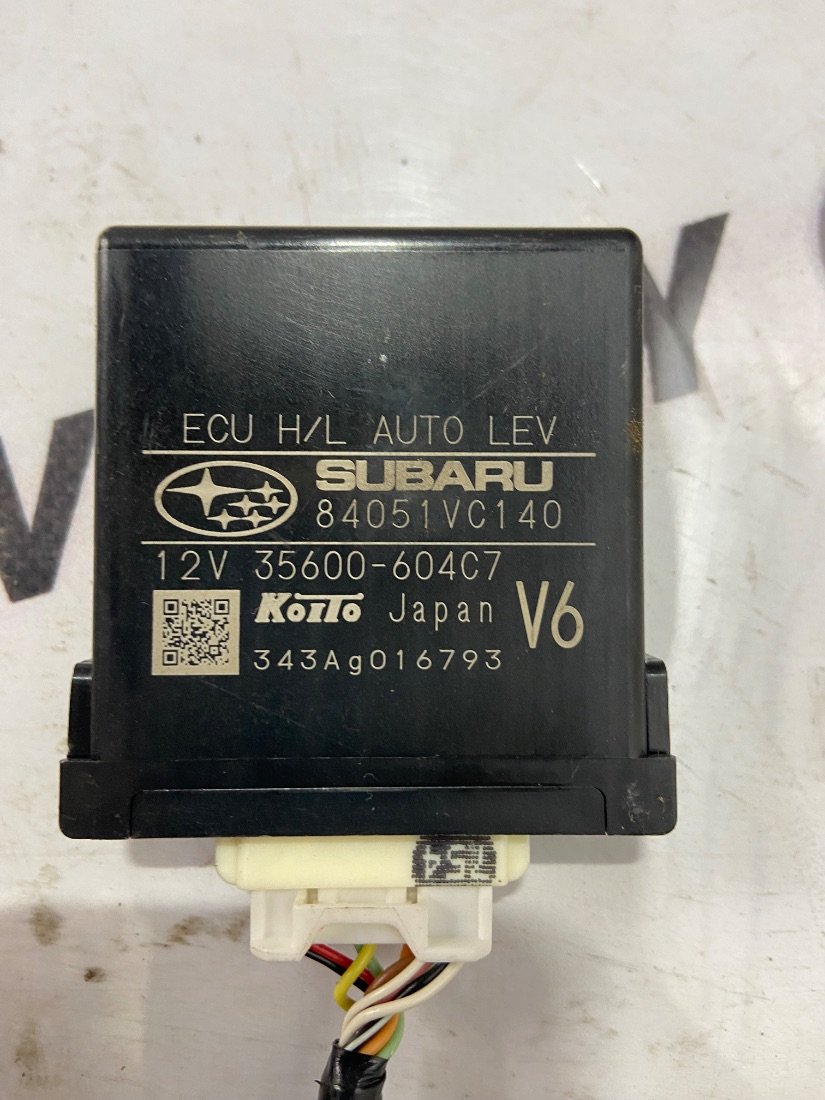 ECU H/L AUTO LEV
SUBARU
84051VC140
12V 35600-604C7
KoITo Japan V6
343Ag016793